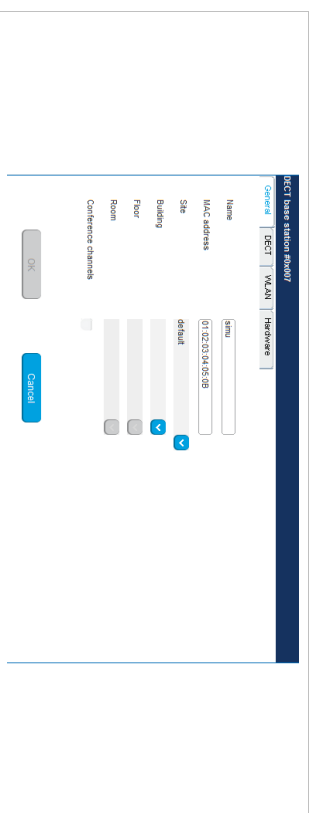 DECT base station #0x007
General DECT WLAN Hardware
Name simu
MAC address 01:02:03:04:05:0B
Site default
Building
Floor
Room
Conference channels
OK Cancel